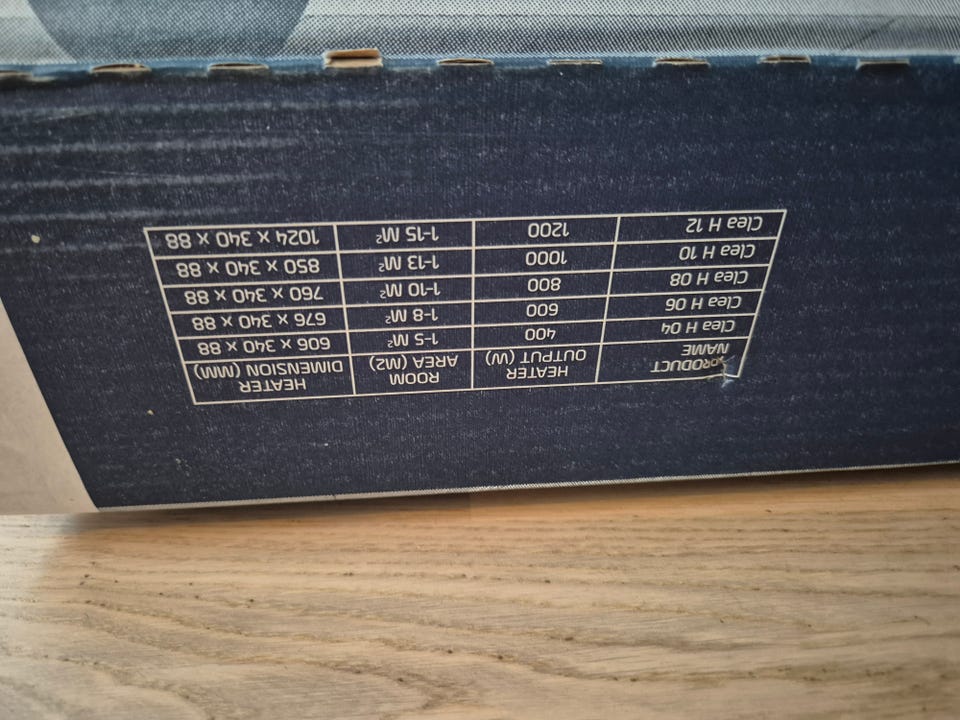 PRODUCT NAME | HEATER OUTPUT (W) | ROOM AREA (M2) | HEATER DIMENSION (MM)
Clea H 04 | 400 | 1-5 M² | 606 x 340 x 88
Clea H 06 | 600 | 1-8 M² | 676 x 340 x 88
Clea H 08 | 800 | 1-10 M² | 760 x 340 x 88
Clea H 10 | 1000 | 1-13 M² | 850 x 340 x 88
Clea H 12 | 1200 | 1-15 M² | 1024 x 340 x 88